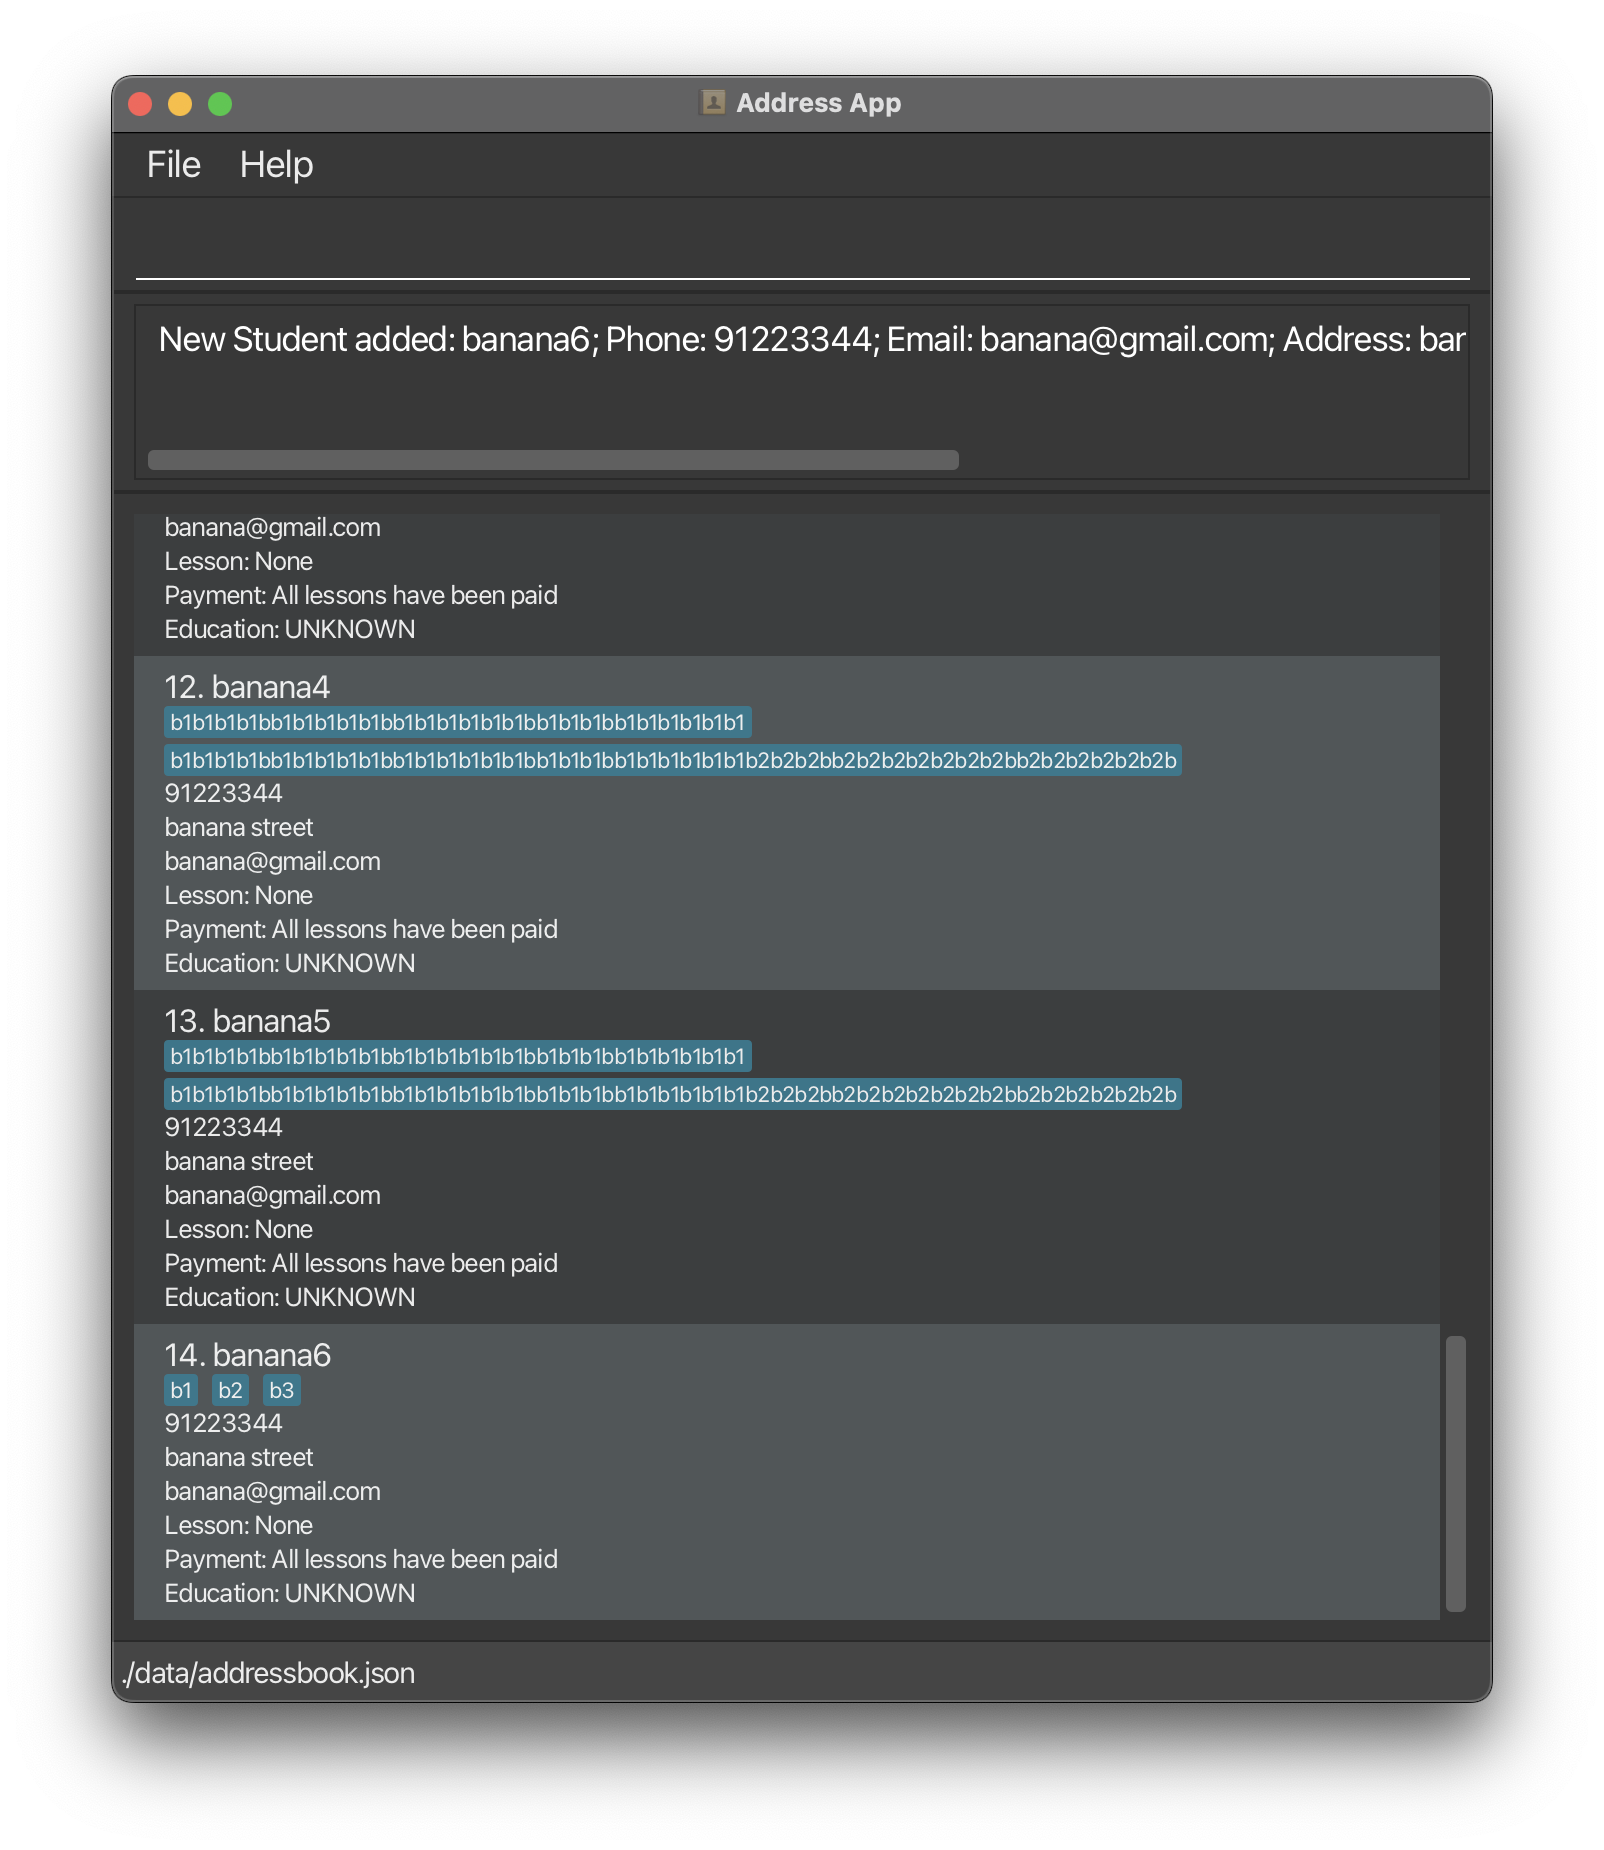 Address App
File Help
New Student added: banana6; Phone: 91223344; Email: banana@gmail.com; Address: bar
banana@gmail.com
Lesson: None
Payment: All lessons have been paid
Education: UNKNOWN
12. banana4
b1b1b1b1bb1b1b1b1b1bb1b1b1b1b1b1bb1b1b1bb1b1b1b1b1b1
b1b1b1b1bb1b1b1b1b1bb1b1b1b1b1b1bb1b1b1bb1b1b1b1b1b1b2b2b2bb2b2b2b2b2b2b2bb2b2b2b2b2b2b
91223344
banana street
banana@gmail.com
Lesson: None
Payment: All lessons have been paid
Education: UNKNOWN
13. banana5
b1b1b1b1bb1b1b1b1b1bb1b1b1b1b1b1bb1b1b1bb1b1b1b1b1b1
b1b1b1b1bb1b1b1b1b1bb1b1b1b1b1b1bb1b1b1bb1b1b1b1b1b1b2b2b2bb2b2b2b2b2b2b2bb2b2b2b2b2b2b
91223344
banana street
banana@gmail.com
Lesson: None
Payment: All lessons have been paid
Education: UNKNOWN
14. banana6
b1 b2 b3
91223344
banana street
banana@gmail.com
Lesson: None
Payment: All lessons have been paid
Education: UNKNOWN
./data/addressbook.json